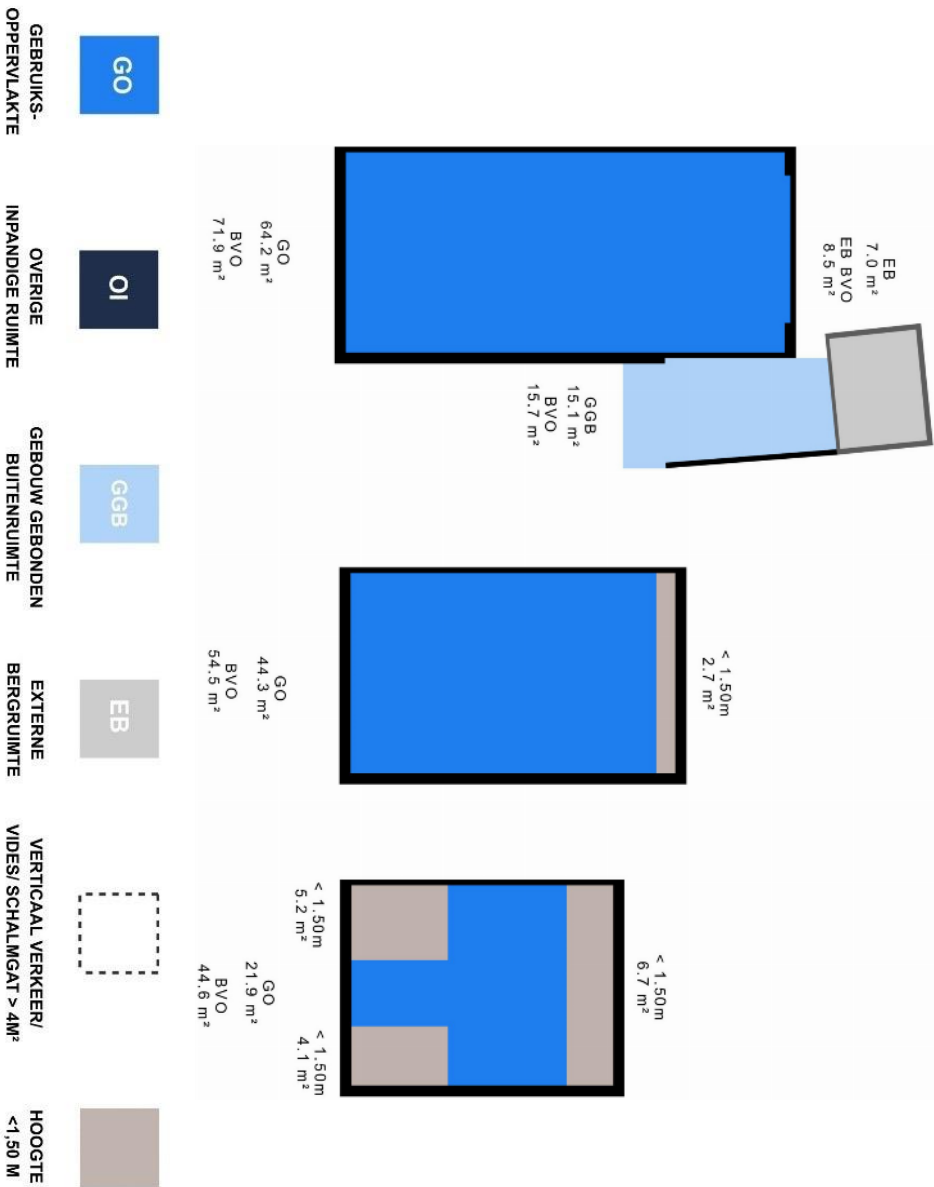 EB
7.0 m²
EB BVO
8.5 m²
GO
64.2 m²
BVO
71.9 m²
GGB
15.1 m²
BVO
15.7 m²
< 1.50m
2.7 m²
GO
44.3 m²
BVO
54.5 m²
< 1.50m
6.7 m²
< 1.50m
5.2 m²
GO
21.9 m²
BVO
44.6 m²
< 1.50m
4.1 m²
GO
GEBRUIKS-
OPPERVLAKTE
OI
OVERIGE
INPANDIGE RUIMTE
GGB
GEBOUW GEBONDEN
BUITENRUIMTE
EB
EXTERNE
BERGRUIMTE
VERTICAAL VERKEER/
VIDES/ SCHALMGAT > 4M²
HOOGTE
<1,50 M